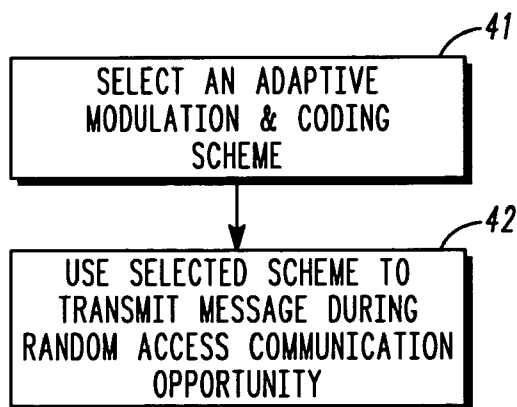 41
SELECT AN ADAPTIVE
MODULATION & CODING
SCHEME
42
USE SELECTED SCHEME TO
TRANSMIT MESSAGE DURING
RANDOM ACCESS COMMUNICATION
OPPORTUNITY